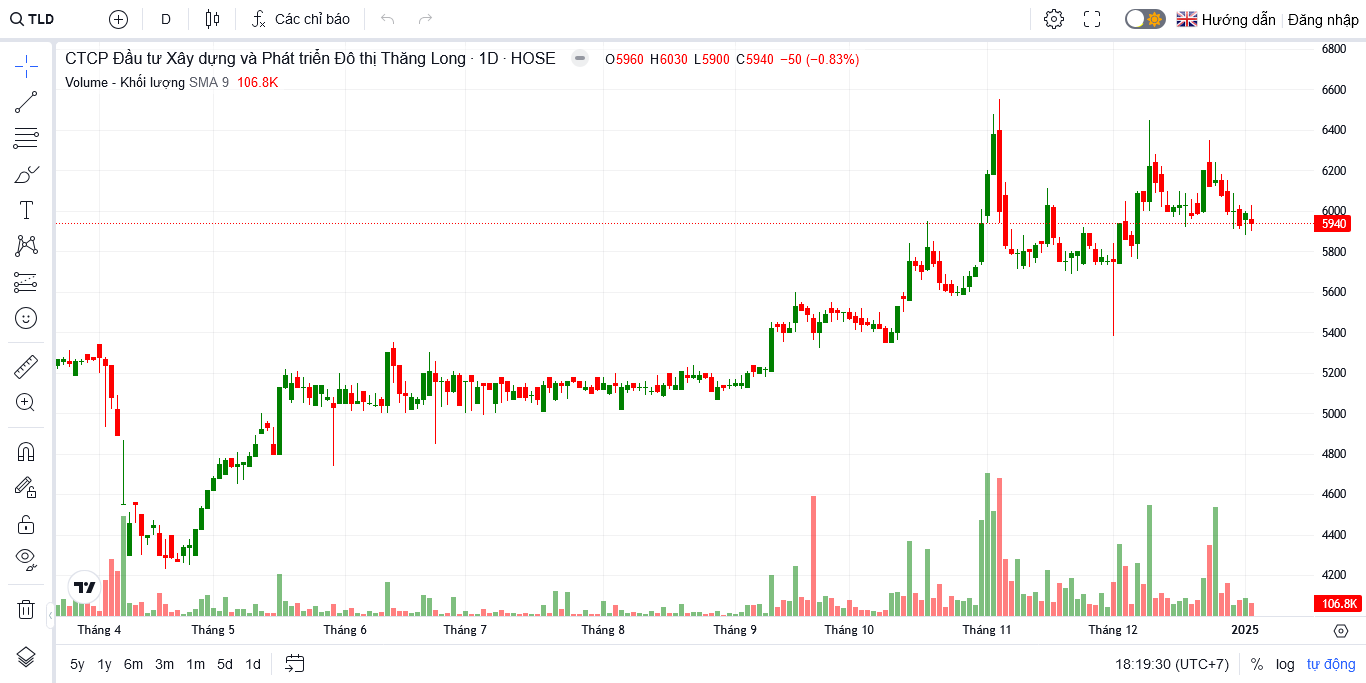 TLD D Các chỉ báo Hướng dẫn Đăng nhập
CTCP Đầu tư Xây dựng và Phát triển Đô thị Thăng Long · 1D · HOSE O5960 H6030 L5900 C5940 −50 (−0.83%)
Volume - Khối lượng SMA 9 106.8K
6800
6600
6400
6200
6000
5940
5800
5600
5400
5200
5000
4800
4600
4400
4200
106.8K
Tháng 4 Tháng 5 Tháng 6 Tháng 7 Tháng 8 Tháng 9 Tháng 10 Tháng 11 Tháng 12 2025
5y 1y 6m 3m 1m 5d 1d 18:19:30 (UTC+7) % log tự động